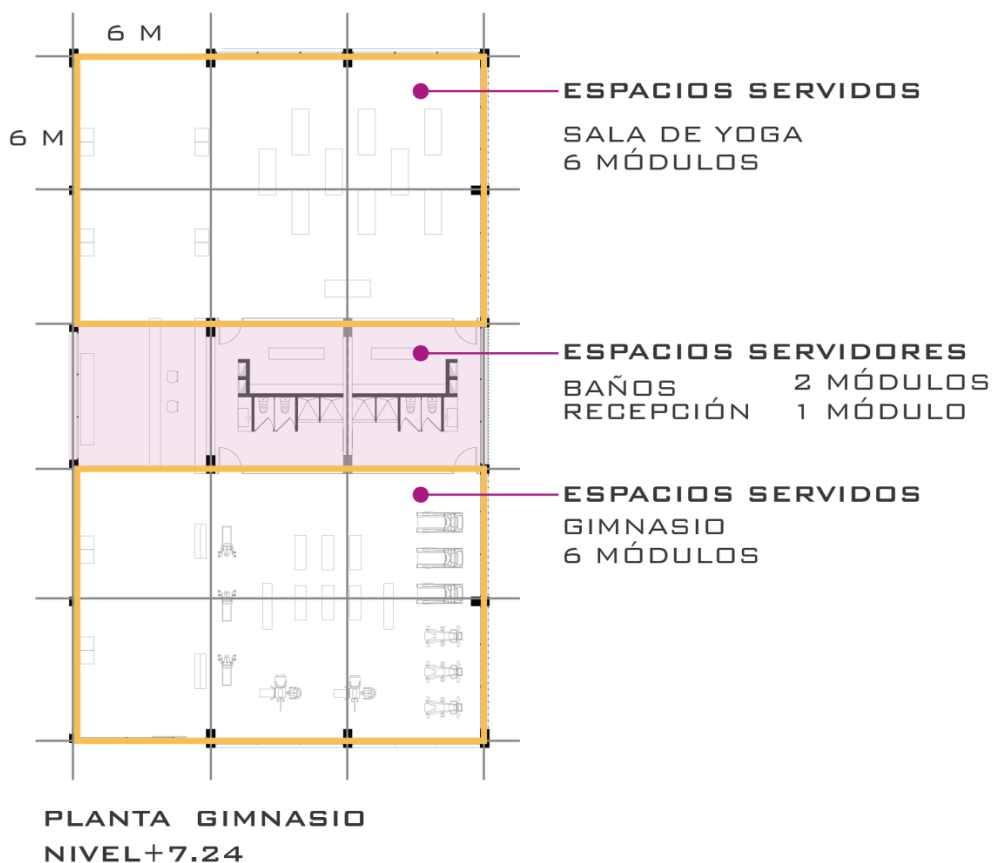 6 M
6 M
ESPACIOS SERVIDOS
SALA DE YOGA
6 MÓDULOS
ESPACIOS SERVIDORES
BAÑOS 2 MÓDULOS
RECEPCIÓN 1 MÓDULO
ESPACIOS SERVIDOS
GIMNASIO
6 MÓDULOS
PLANTA GIMNASIO
NIVEL+7.24